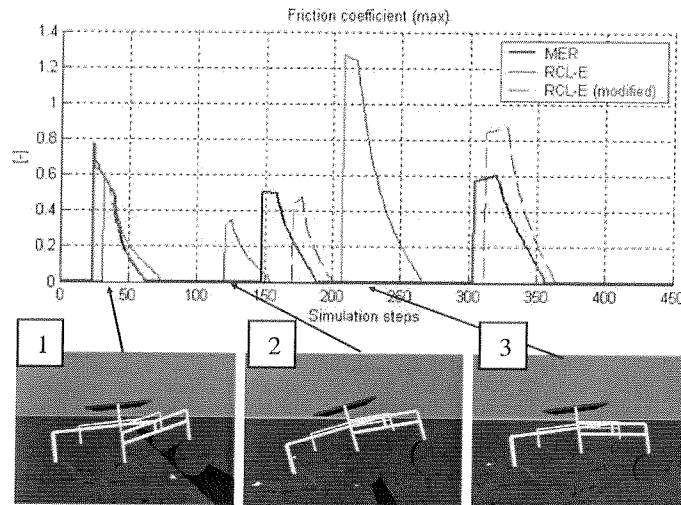 Friction coefficient (max).
1.4
1.2
1
0.8
0.6
0.4
0.2
0
[-]
MER
RCL-E
RCL-E (modified)
0 50 100 150 200 250 300 350 400 450
Simulation steps
1
2
3